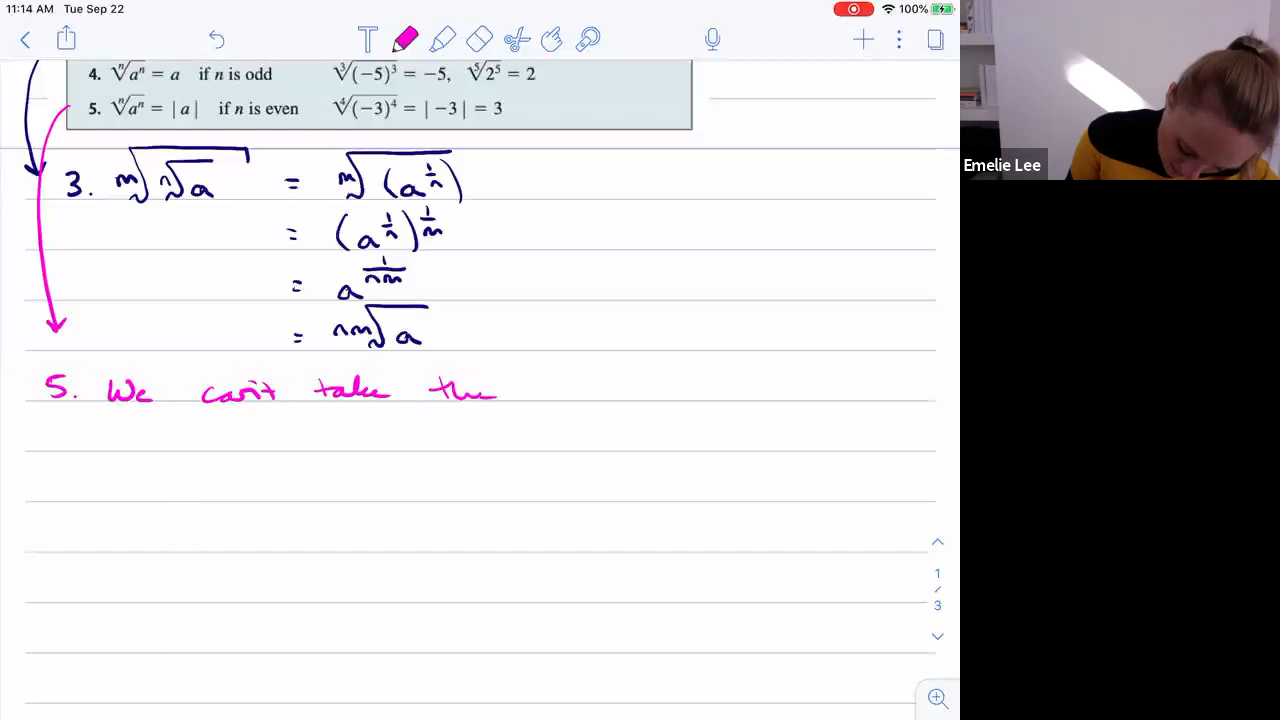 11:14 AM Tue Sep 22
100%
4. ⁿ√aⁿ = a if n is odd ³√(−5)³ = −5, ⁵√2⁵ = 2
5. ⁿ√aⁿ = | a | if n is even ⁴√(−3)⁴ = | −3 | = 3
3. ᵐ√(ⁿ√a) = ᵐ√(a^(1/n))
= (a^(1/n))^(1/m)
= a^(1/nm)
= ⁿᵐ√a
5. We can't take the
Emelie Lee
1
/
3